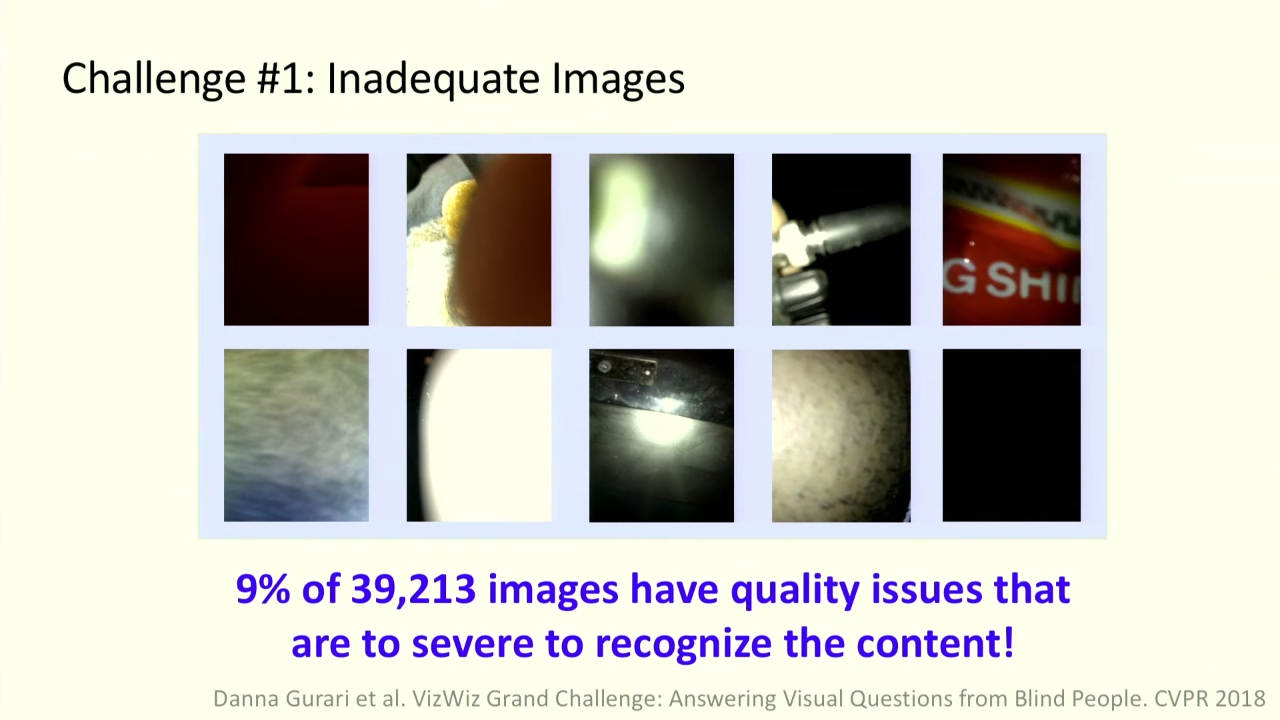 Challenge #1: Inadequate Images
G SHI
9% of 39,213 images have quality issues that
are to severe to recognize the content!
Danna Gurari et al. VizWiz Grand Challenge: Answering Visual Questions from Blind People. CVPR 2018